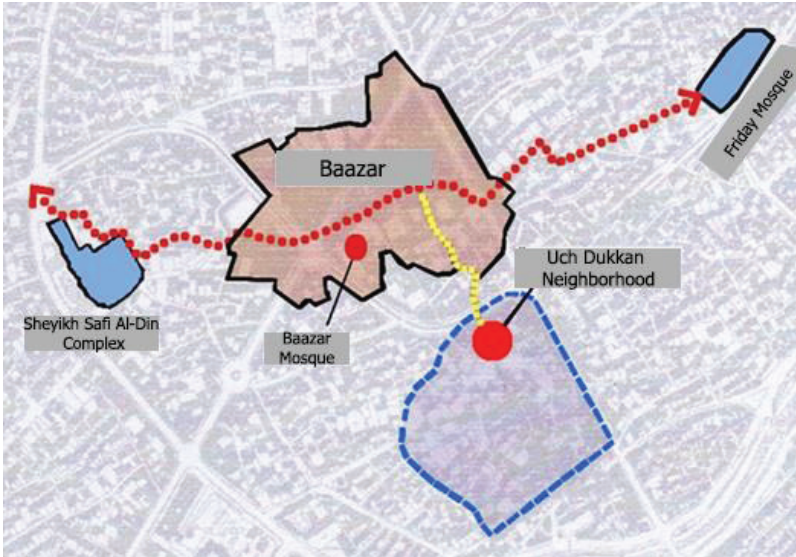 Baazar
Friday Mosque
Uch Dukkan
Neighborhood
Sheyikh Safi Al-Din
Complex
Baazar
Mosque